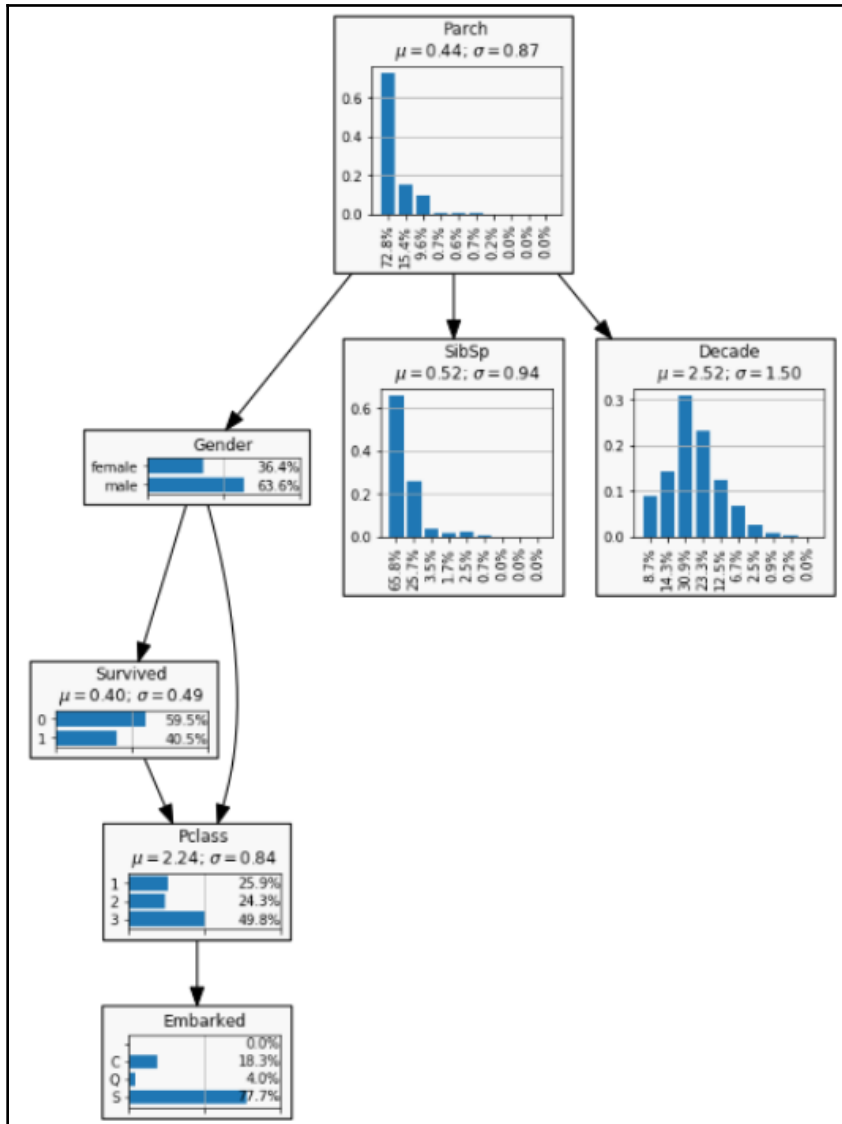 Parch
μ = 0.44; σ = 0.87
0.6
0.4
0.2
0.0
72.8%
15.4%
9.6%
0.7%
0.6%
0.7%
0.2%
0.0%
0.0%
0.0%
SibSp
μ = 0.52; σ = 0.94
0.6
0.4
0.2
0.0
65.8%
25.7%
3.5%
1.7%
2.5%
0.7%
0.0%
0.0%
0.0%
Decade
μ = 2.52; σ = 1.50
0.3
0.2
0.1
0.0
8.7%
14.3%
30.9%
23.3%
12.5%
6.7%
2.5%
0.9%
0.2%
0.0%
Gender
female 36.4%
male 63.6%
Survived
μ = 0.40; σ = 0.49
0 59.5%
1 40.5%
Pclass
μ = 2.24; σ = 0.84
1 25.9%
2 24.3%
3 49.8%
Embarked
0.0%
C 18.3%
Q 4.0%
S 77.7%